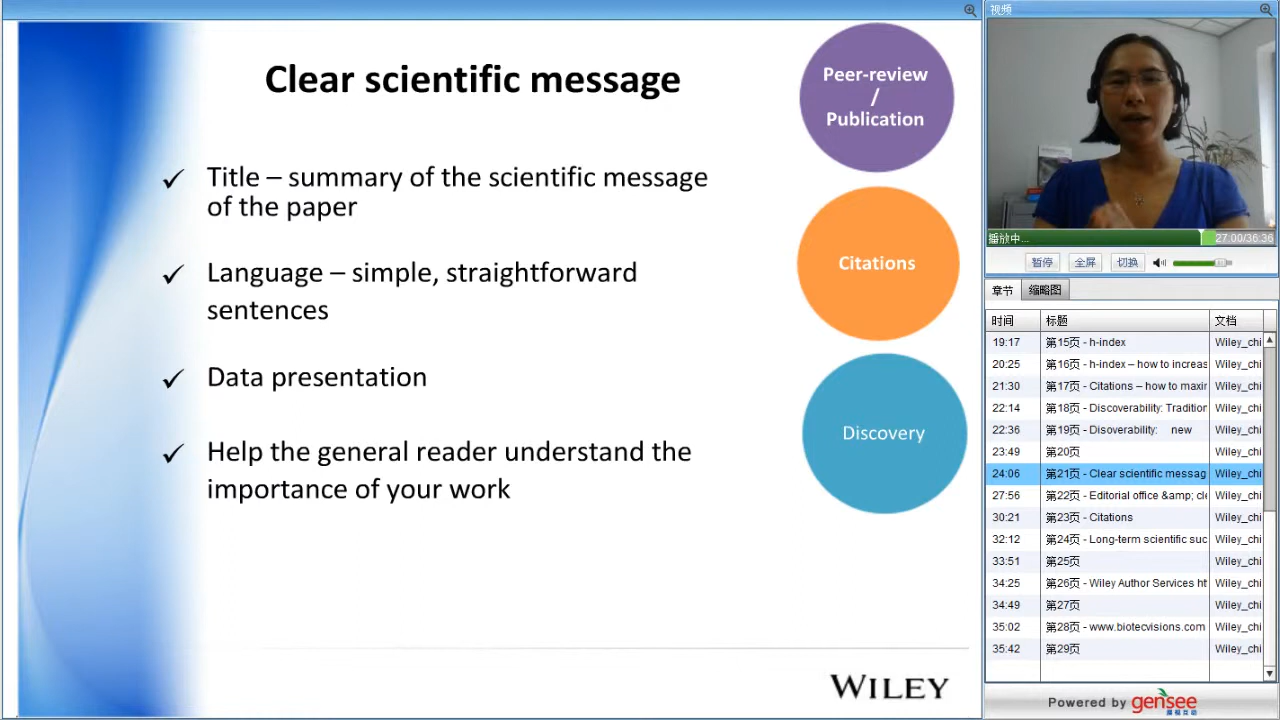 Clear scientific message
Title – summary of the scientific message
of the paper
Language – simple, straightforward
sentences
Data presentation
Help the general reader understand the
importance of your work
Peer-review
/
Publication
Citations
Discovery
WILEY
视频
播放中...
27:00/36:36
暂停
全屏
切换
章节 缩略图
时间 标题 文档
19:17 第15页 - h-index Wiley_chi
20:25 第16页 - h-index – how to increas Wiley_chi
21:30 第17页 - Citations – how to maxir Wiley_chi
22:14 第18页 - Discoverability: Tradition Wiley_chi
22:36 第19页 - Disoverability: new Wiley_chi
23:49 第20页 Wiley_chi
24:06 第21页 - Clear scientific messag Wiley_chi
27:56 第22页 - Editorial office &amp; cle Wiley_chi
30:21 第23页 - Citations Wiley_chi
32:12 第24页 - Long-term scientific suc Wiley_chi
33:51 第25页 Wiley_chi
34:25 第26页 - Wiley Author Services ht Wiley_chi
34:49 第27页 Wiley_chi
35:02 第28页 - www.biotecvisions.com Wiley_chi
35:42 第29页 Wiley_chi
Powered by gensee